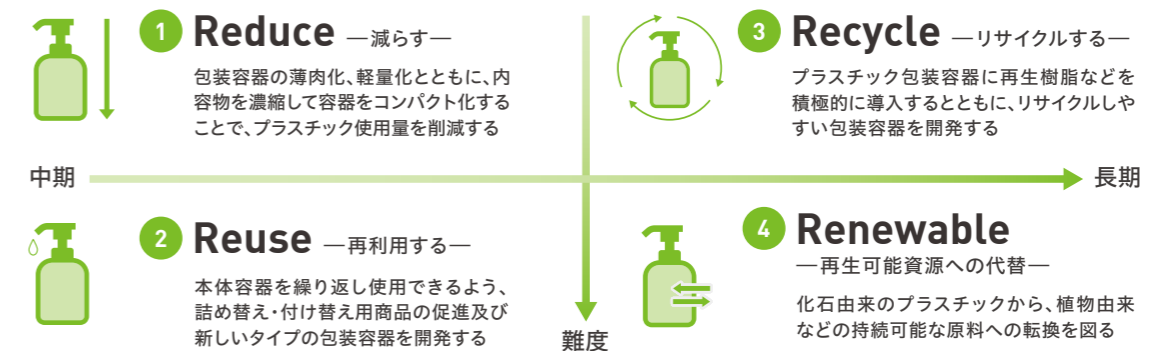 1 Reduce —減らす—
包装容器の薄肉化、軽量化とともに、内
容物を濃縮して容器をコンパクト化する
ことで、プラスチック使用量を削減する
3 Recycle —リサイクルする—
プラスチック包装容器に再生樹脂などを
積極的に導入するとともに、リサイクルしや
すい包装容器を開発する
中期
長期
2 Reuse —再利用する—
本体容器を繰り返し使用できるよう、
詰め替え・付け替え用商品の促進及び
新しいタイプの包装容器を開発する
4 Renewable
—再生可能資源への代替—
化石由来のプラスチックから、植物由来
などの持続可能な原料への転換を図る
難度